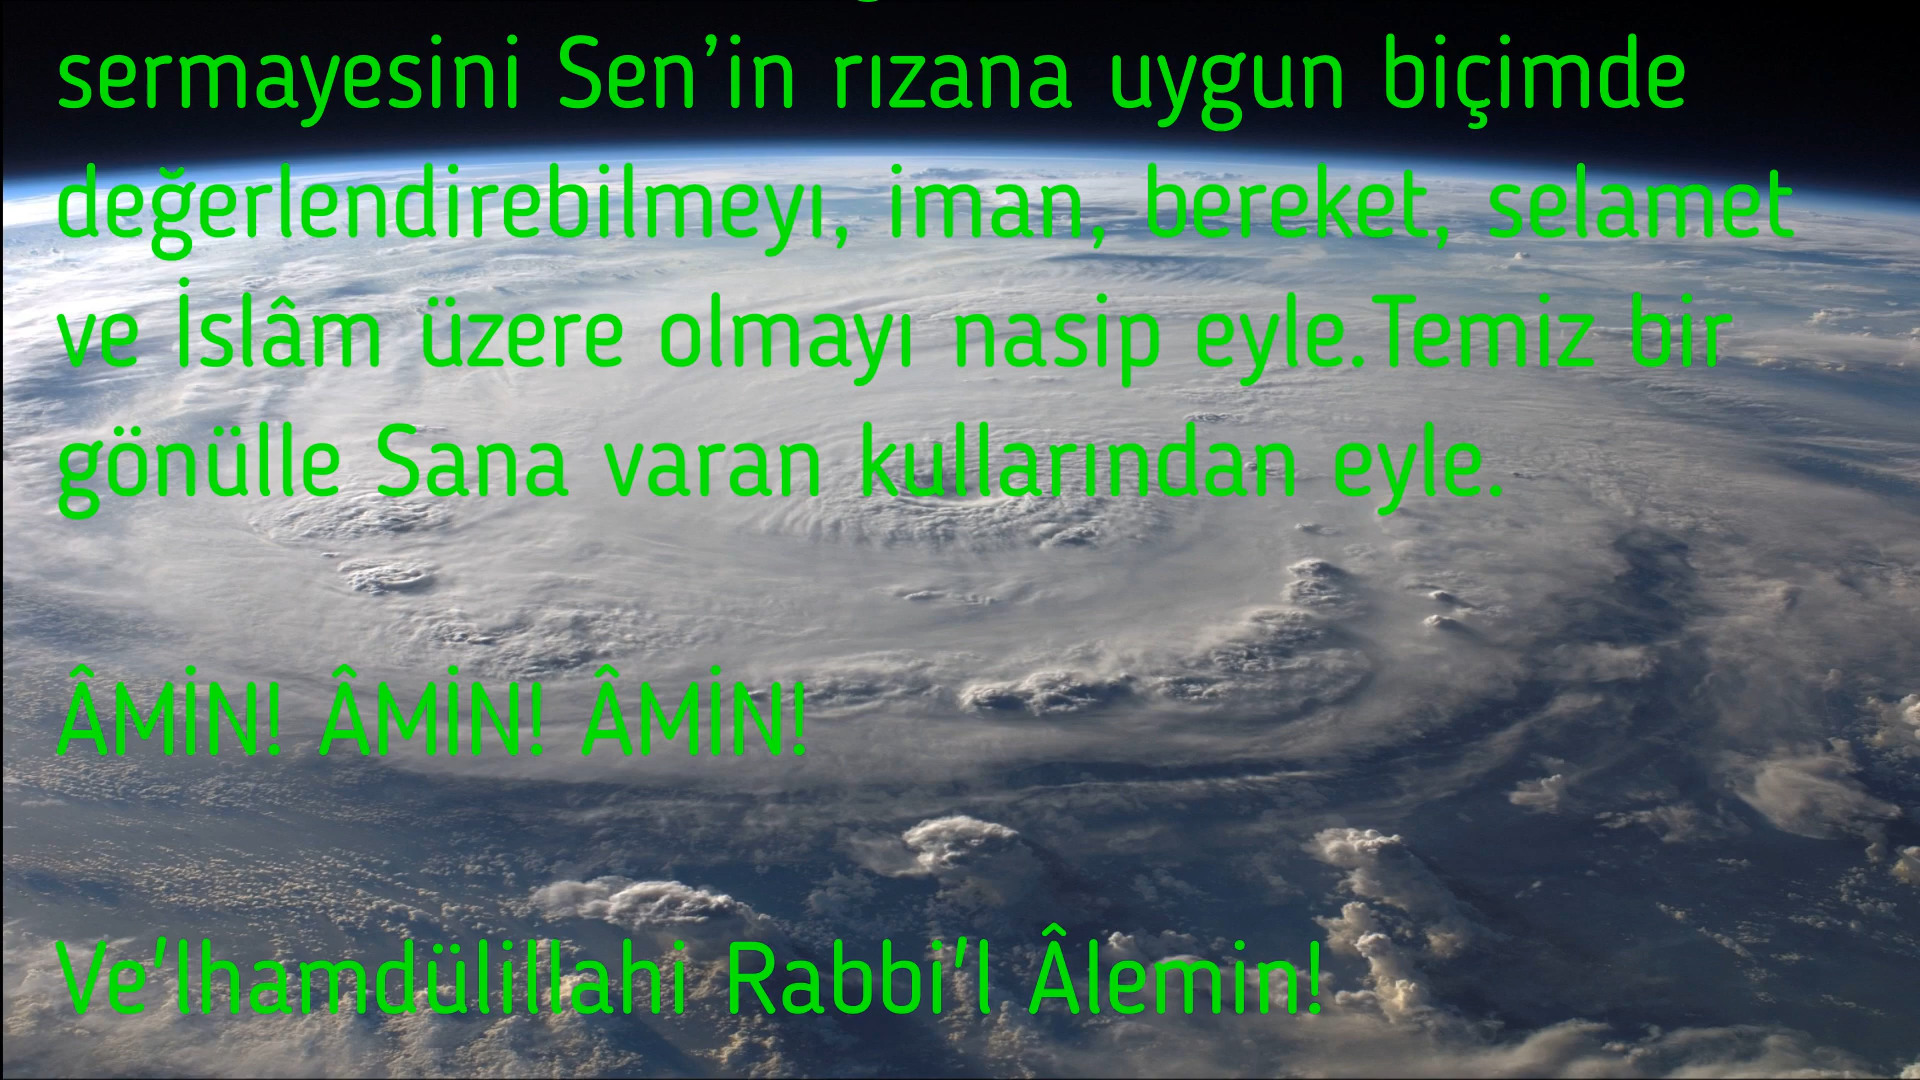 sermayesini Sen’in rızana uygun biçimde
değerlendirebilmeyı, iman, bereket, selamet
ve İslâm üzere olmayı nasip eyle.Temiz bir
gönülle Sana varan kullarından eyle.
ÂMİN! ÂMİN! ÂMİN!
Ve'lhamdülillahi Rabbi'l Âlemin!